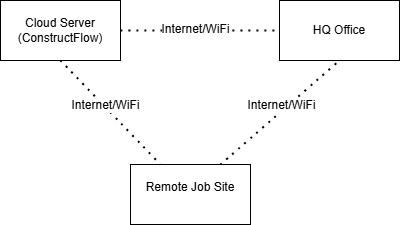 Cloud Server
(ConstructFlow)
Internet/WiFi
HQ Office
Internet/WiFi
Internet/WiFi
Remote Job Site